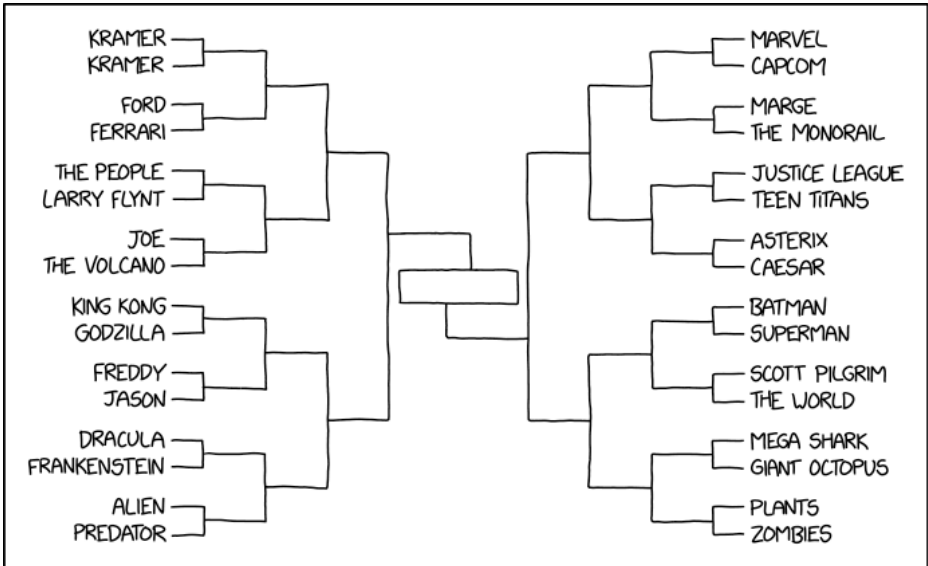 KRAMER
KRAMER
FORD
FERRARI
THE PEOPLE
LARRY FLYNT
JOE
THE VOLCANO
KING KONG
GODZILLA
FREDDY
JASON
DRACULA
FRANKENSTEIN
ALIEN
PREDATOR
MARVEL
CAPCOM
MARGE
THE MONORAIL
JUSTICE LEAGUE
TEEN TITANS
ASTERIX
CAESAR
BATMAN
SUPERMAN
SCOTT PILGRIM
THE WORLD
MEGA SHARK
GIANT OCTOPUS
PLANTS
ZOMBIES